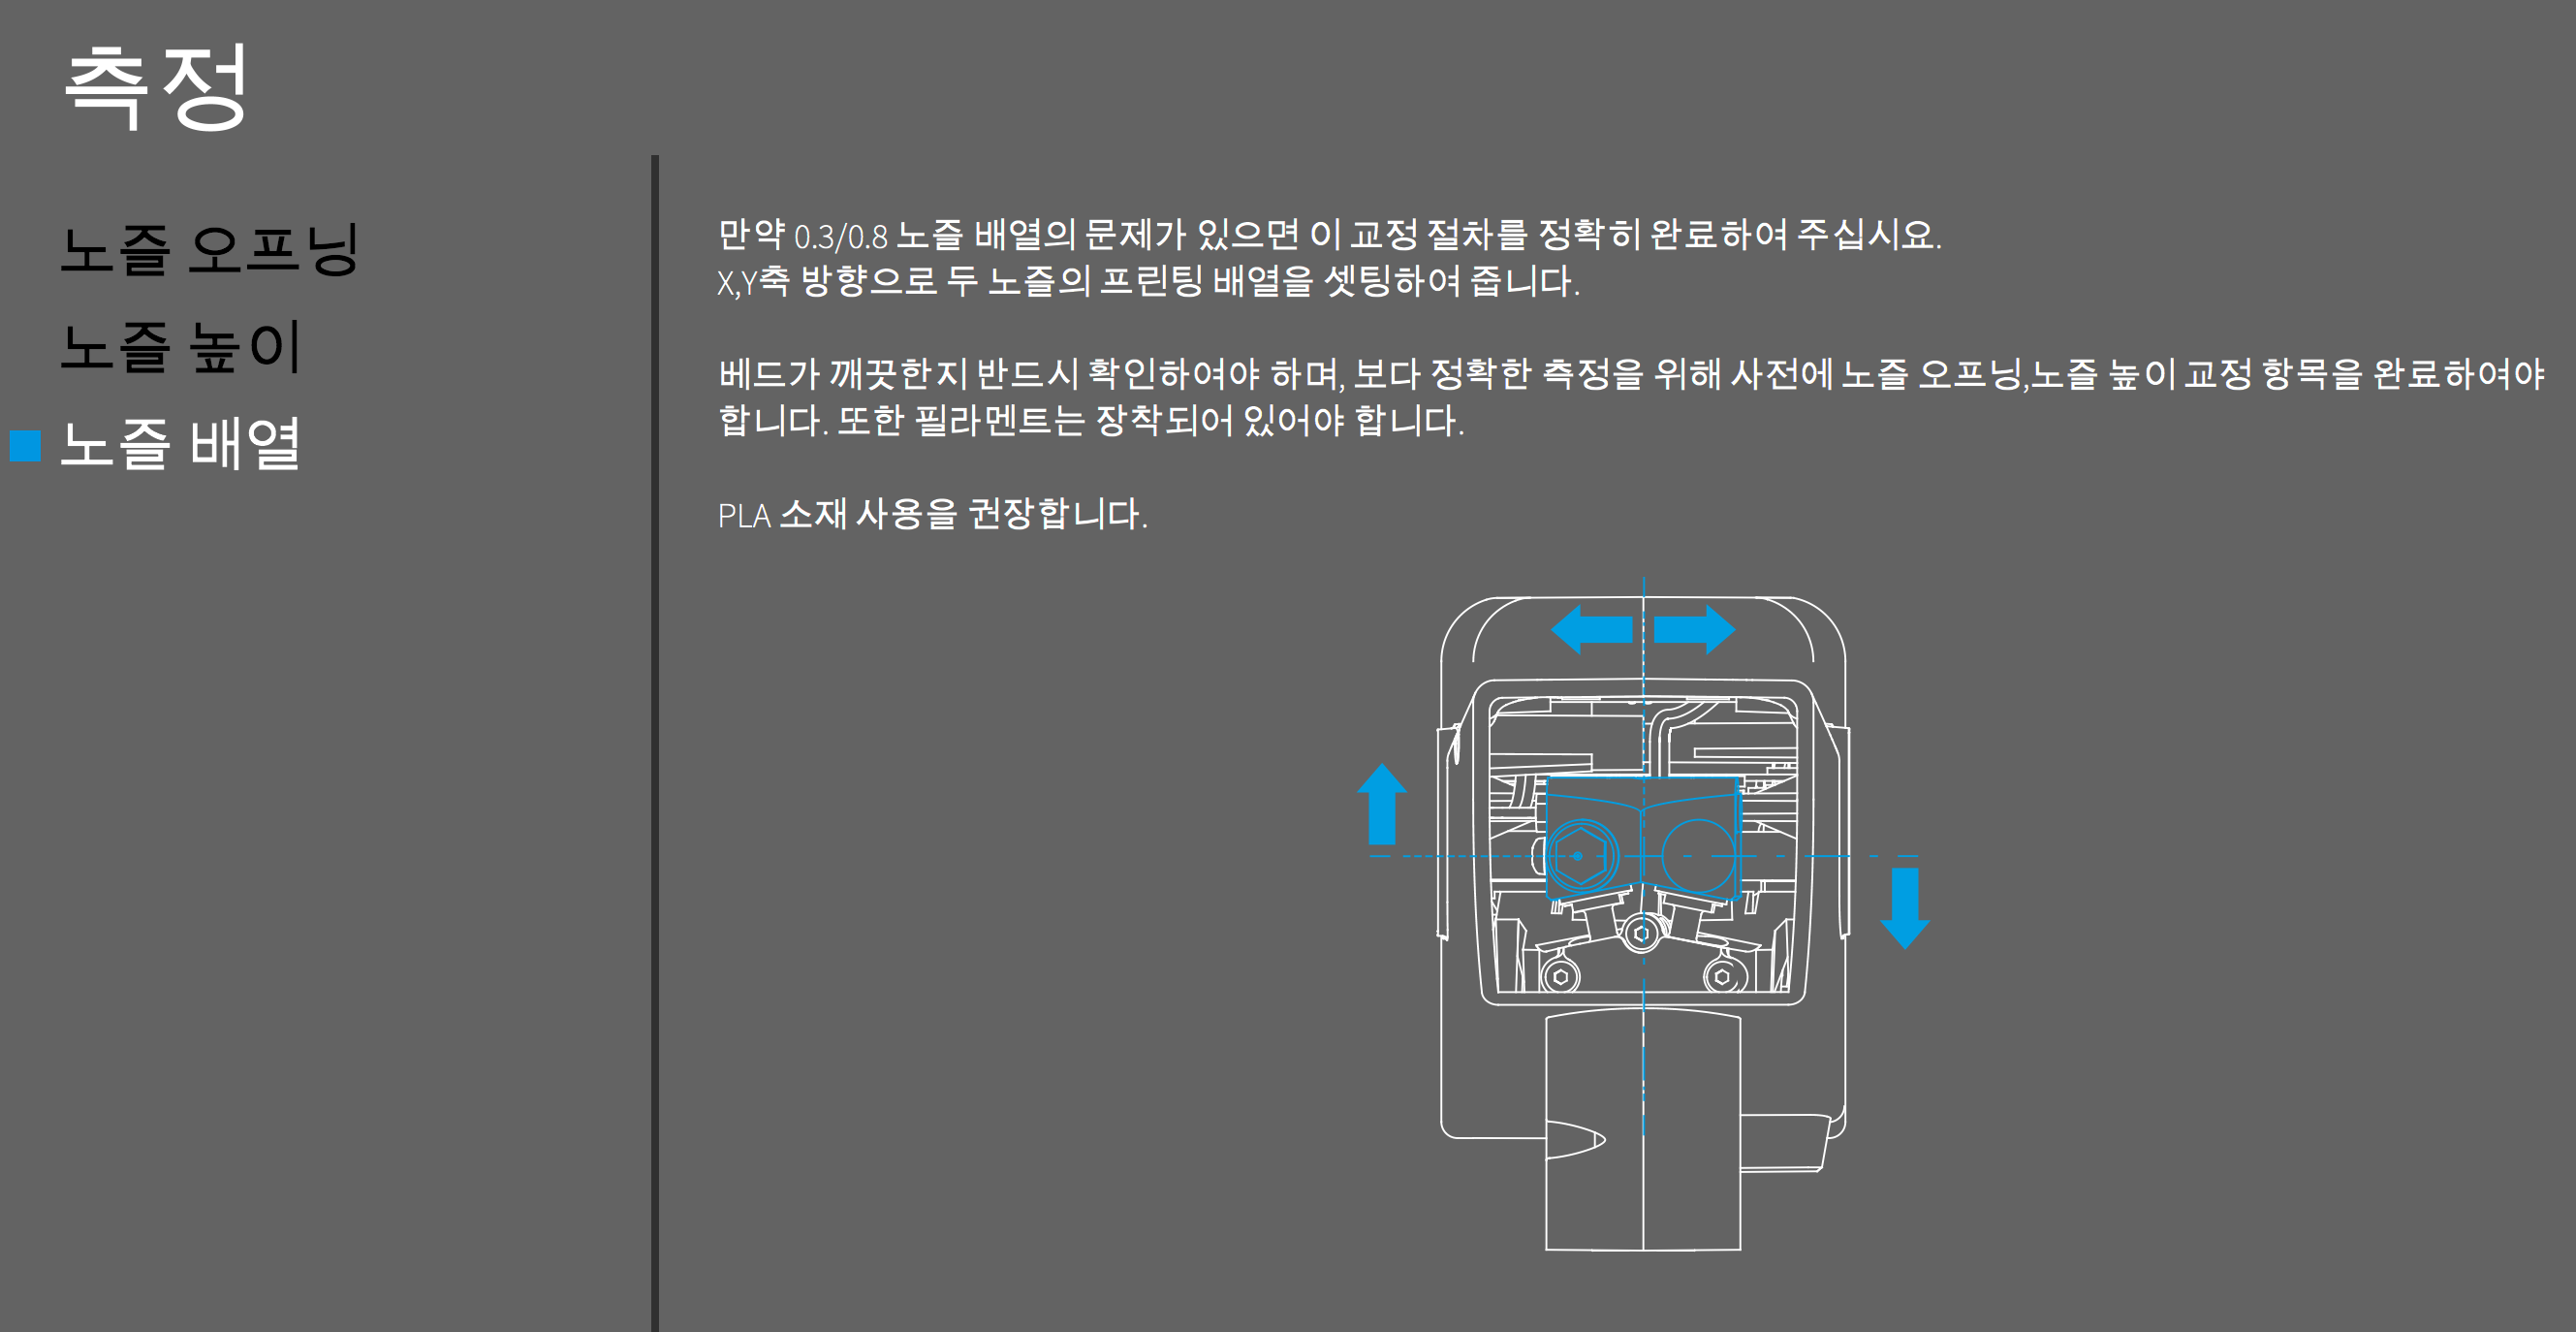 측정
노즐 오프닝
노즐 높이
노즐 배열
만약 0.3/0.8 노즐 배열의 문제가 있으면 이 교정 절차를 정확히 완료하여 주십시요.
X,Y축 방향으로 두 노즐의 프린팅 배열을 셋팅하여 줍니다.
베드가 깨끗한지 반드시 확인하여야 하며, 보다 정확한 측정을 위해 사전에 노즐 오프닝,노즐 높이 교정 항목을 완료하여야
합니다. 또한 필라멘트는 장착되어 있어야 합니다.
PLA 소재 사용을 권장합니다.